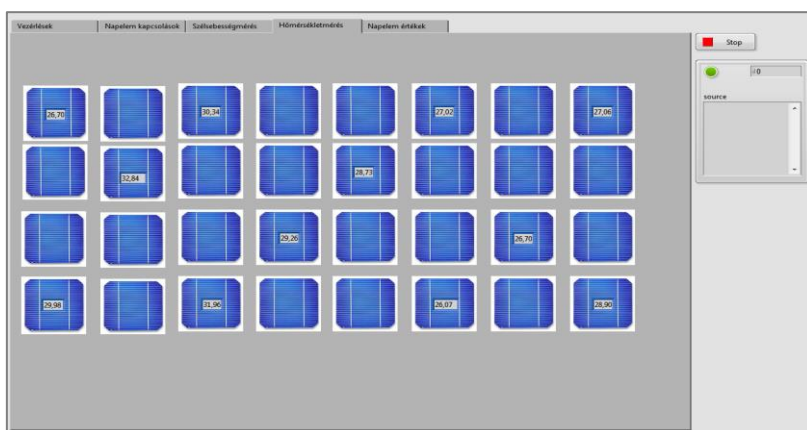 Vezérlések Napelem kapcsolások Szélsebességmérés Hőmérsékletmérés Napelem értékek
Stop
0
source
26,70 30,34 27,02 27,06
32,84 28,73
29,26 26,70
29,98 31,96 26,07 28,90